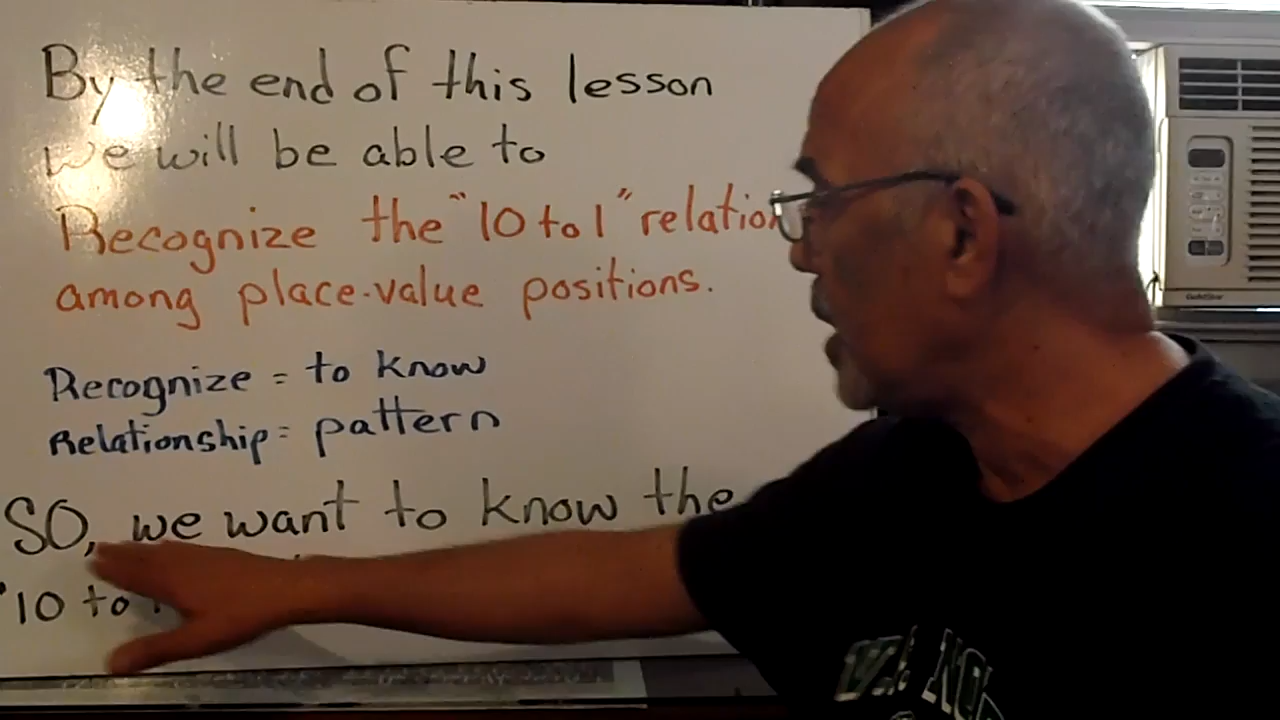 By the end of this lesson
we will be able to
Recognize the "10 to 1" relation
among place-value positions.
Recognize = to know
Relationship = pattern
SO, we want to know the
"10 to
GoldStar